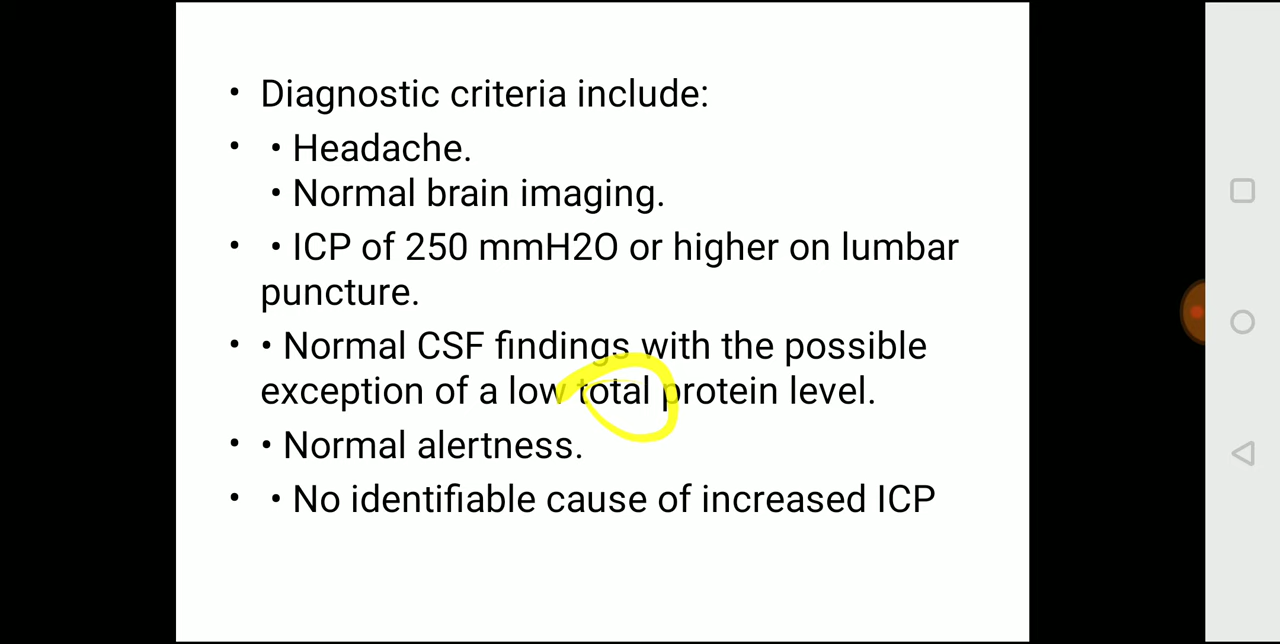 • Diagnostic criteria include:
• • Headache.
• Normal brain imaging.
• • ICP of 250 mmH2O or higher on lumbar
puncture.
• • Normal CSF findings with the possible
exception of a low total protein level.
• • Normal alertness.
• • No identifiable cause of increased ICP